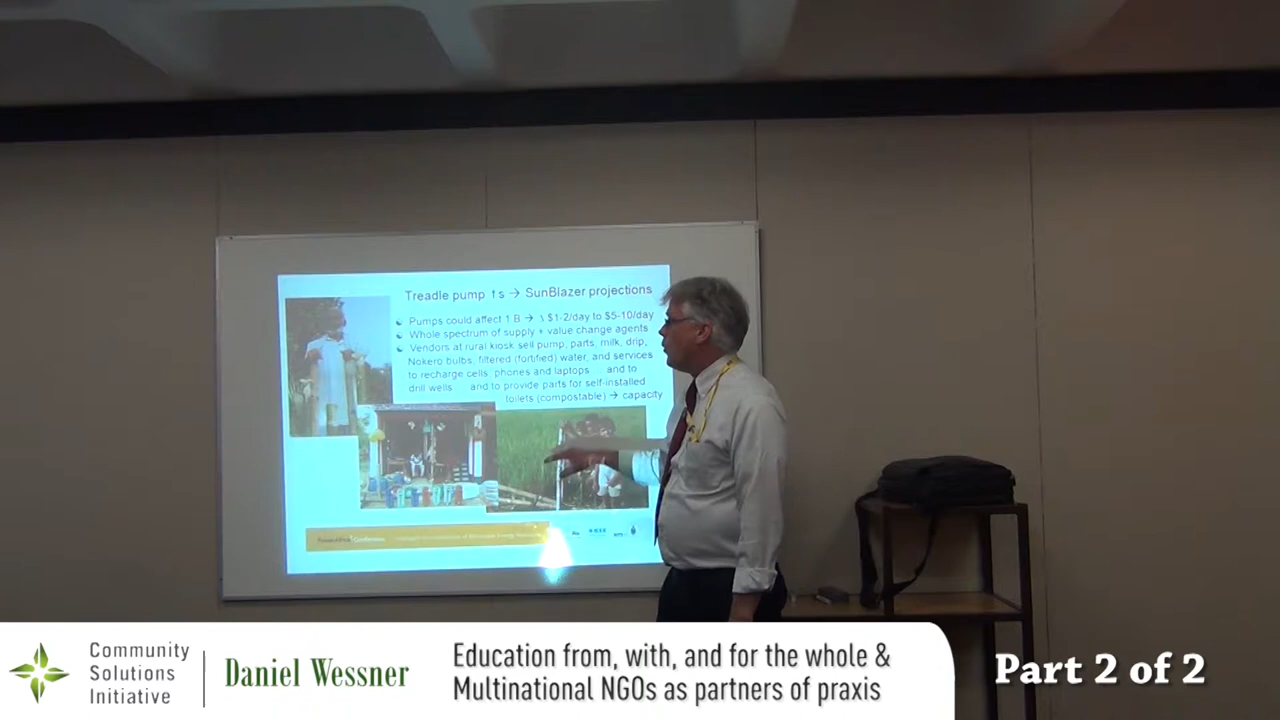 Treadle pump ↑s → SunBlazer projections
Pumps could affect 1 B → \ $1-2/day to $5-10/day
Whole spectrum of supply + value change agents
Vendors at rural kiosk sell pump, parts, milk, drip,
Nokero bulbs, filtered (fortified) water, and services
to recharge cells, phones and laptops ... and to
drill wells ... and to provide parts for self-installed
toilets (compostable) → capacity
Conference
IEEE
Community
Solutions
Initiative
Daniel Wessner
Education from, with, and for the whole &
Multinational NGOs as partners of praxis
Part 2 of 2